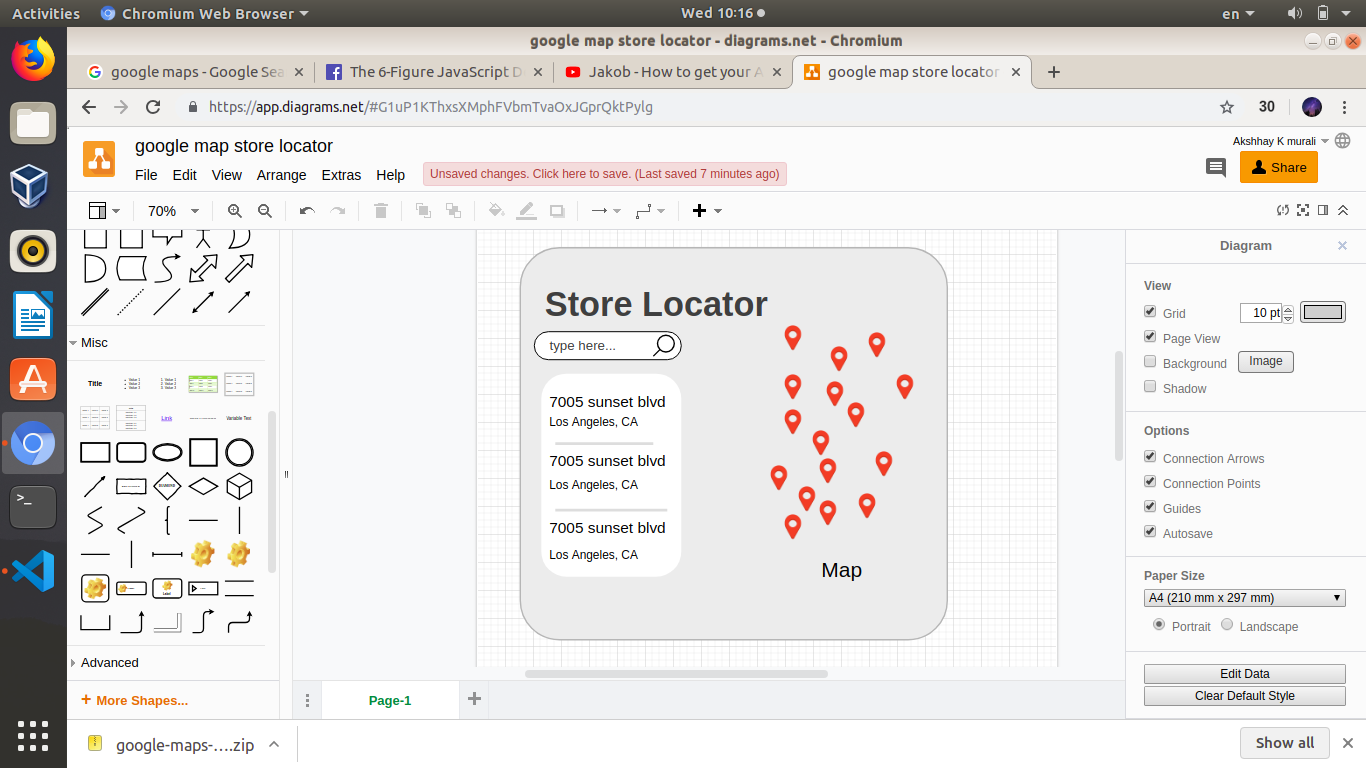 Activities
Chromium Web Browser
Wed 10:16
en
google map store locator - diagrams.net - Chromium
google maps - Google Sea
The 6-Figure JavaScript D
Jakob - How to get your A
google map store locator
https://app.diagrams.net/#G1uP1KThxsXMphFVbmTvaOxJGprQktPylg
30
google map store locator
Akshhay K murali
File Edit View Arrange Extras Help
Unsaved changes. Click here to save. (Last saved 7 minutes ago)
Share
70%
Misc
Title
Link
Variable Text
Label
Advanced
+ More Shapes...
Store Locator
type here...
7005 sunset blvd
Los Angeles, CA
7005 sunset blvd
Los Angeles, CA
7005 sunset blvd
Los Angeles, CA
Map
Page-1
Diagram
View
Grid
10 pt
Page View
Background
Image
Shadow
Options
Connection Arrows
Connection Points
Guides
Autosave
Paper Size
A4 (210 mm x 297 mm)
Portrait
Landscape
Edit Data
Clear Default Style
google-maps-....zip
Show all